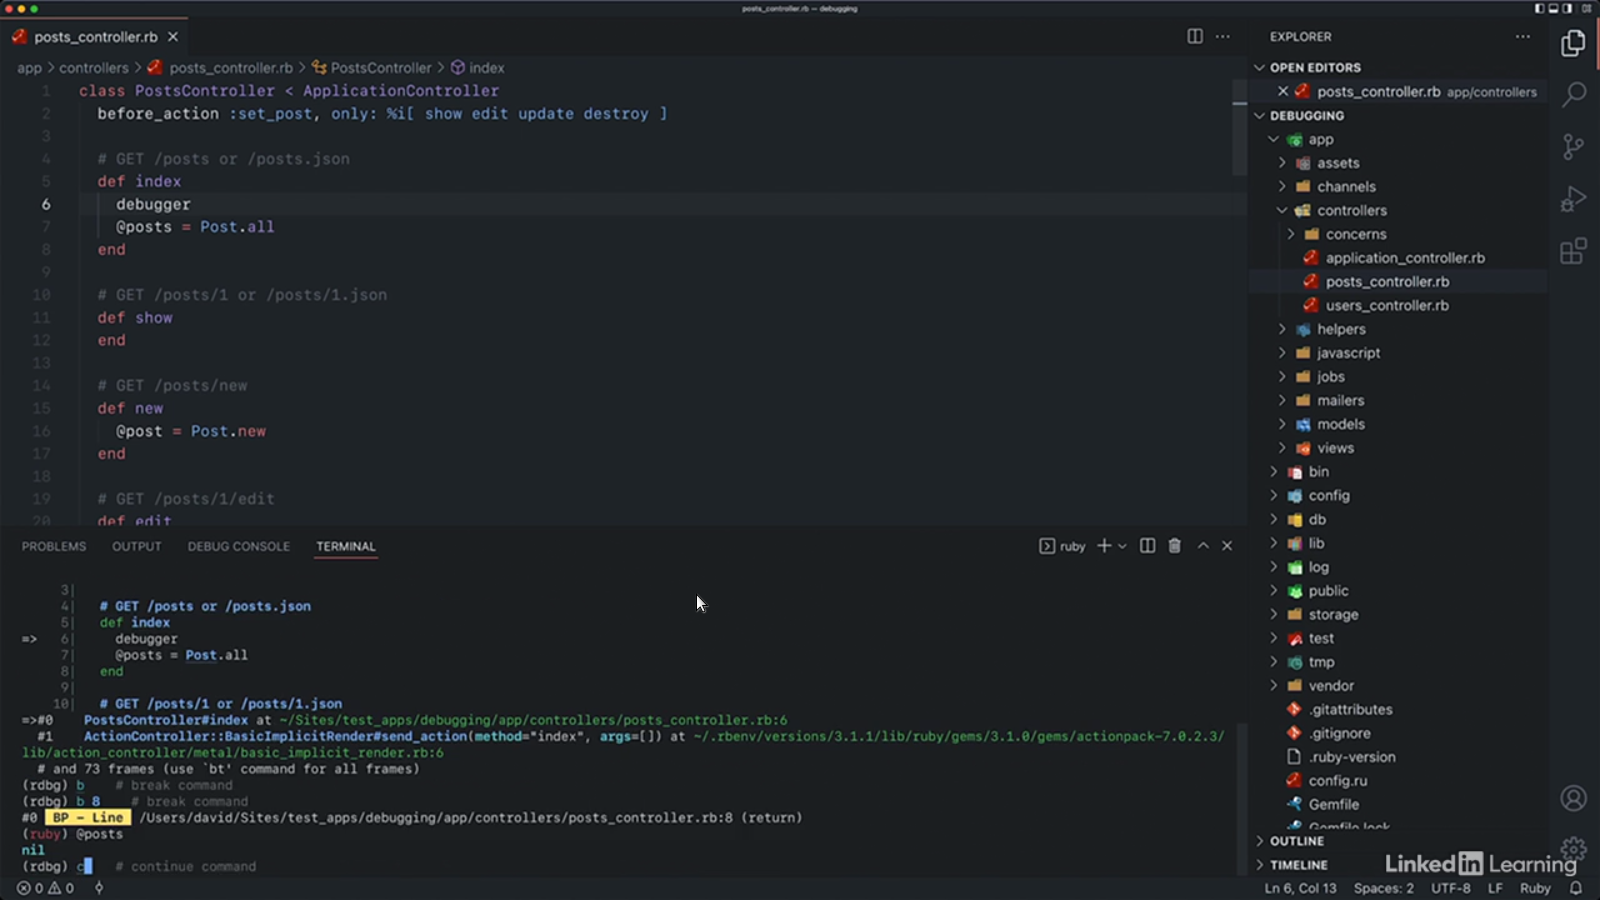 posts_controller.rb — debugging
posts_controller.rb
app > controllers > posts_controller.rb > PostsController > index
1 class PostsController < ApplicationController
2 before_action :set_post, only: %i[ show edit update destroy ]
3
4 # GET /posts or /posts.json
5 def index
6 debugger
7 @posts = Post.all
8 end
9
10 # GET /posts/1 or /posts/1.json
11 def show
12 end
13
14 # GET /posts/new
15 def new
16 @post = Post.new
17 end
18
19 # GET /posts/1/edit
20 def edit
PROBLEMS OUTPUT DEBUG CONSOLE TERMINAL
ruby
3|
4| # GET /posts or /posts.json
5| def index
=> 6| debugger
7| @posts = Post.all
8| end
9|
10| # GET /posts/1 or /posts/1.json
=>#0 PostsController#index at ~/Sites/test_apps/debugging/app/controllers/posts_controller.rb:6
#1 ActionController::BasicImplicitRender#send_action(method="index", args=[]) at ~/.rbenv/versions/3.1.1/lib/ruby/gems/3.1.0/gems/actionpack-7.0.2.3/
lib/action_controller/metal/basic_implicit_render.rb:6
# and 73 frames (use `bt' command for all frames)
(rdbg) b # break command
(rdbg) b 8 # break command
#0 BP - Line /Users/david/Sites/test_apps/debugging/app/controllers/posts_controller.rb:8 (return)
(ruby) @posts
nil
(rdbg) c # continue command
0 0
EXPLORER
OPEN EDITORS
posts_controller.rb app/controllers
DEBUGGING
app
assets
channels
controllers
concerns
application_controller.rb
posts_controller.rb
users_controller.rb
helpers
javascript
jobs
mailers
models
views
bin
config
db
lib
log
public
storage
test
tmp
vendor
.gitattributes
.gitignore
.ruby-version
config.ru
Gemfile
Gemfile.lock
OUTLINE
TIMELINE
LinkedIn Learning
Ln 6, Col 13 Spaces: 2 UTF-8 LF Ruby